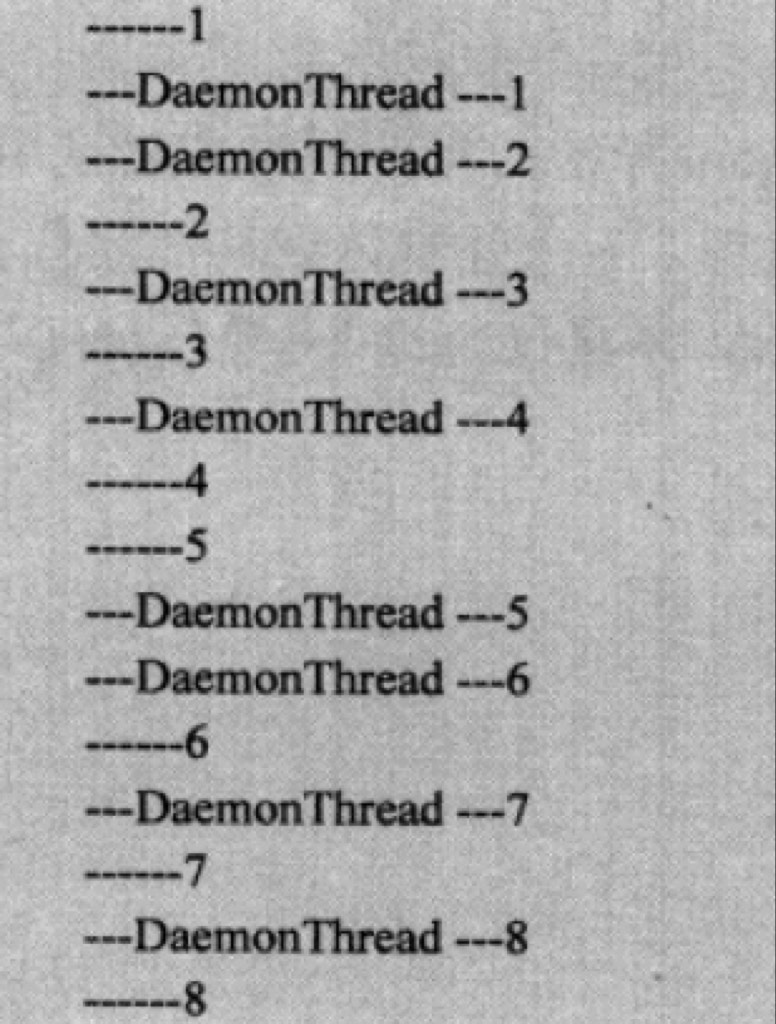 ------1
---DaemonThread ---1
---DaemonThread ---2
------2
---DaemonThread ---3
------3
---DaemonThread ---4
------4
------5
---DaemonThread ---5
---DaemonThread ---6
------6
---DaemonThread ---7
------7
---DaemonThread ---8
------8